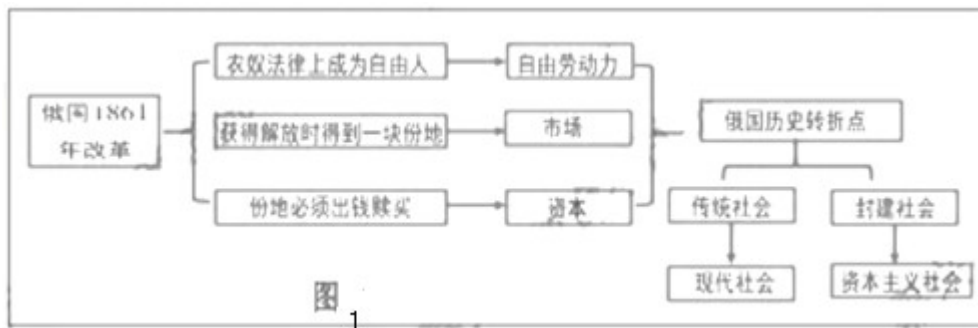 农奴法律上成为自由人
自由劳动力
俄国1861
年改革
获得解放时得到一块份地
市场
俄国历史转折点
份地必须出钱赎买
资本
传统社会
封建社会
现代社会
资本主义社会
图
1